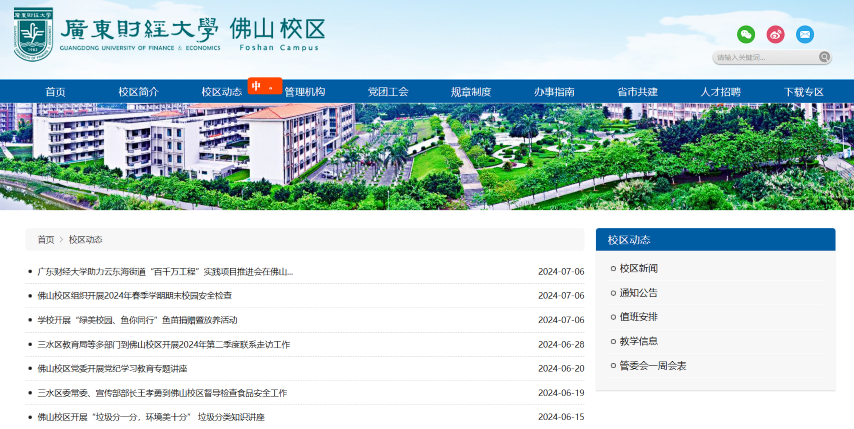 廣東財經大學 佛山校区
GUANGDONG UNIVERSITY OF FINANCE & ECONOMICS Foshan Campus
请输入关键词...
首页 校区简介 校区动态 管理机构 党团工会 规章制度 办事指南 省市共建 人才招聘 下载专区
中 。
首页 > 校区动态
广东财经大学助力云东海街道“百千万工程”实践项目推进会在佛山... 2024-07-06
佛山校区组织开展2024年春季学期期末校园安全检查 2024-07-06
学校开展“绿美校园、鱼你同行”鱼苗捐赠暨放养活动 2024-07-06
三水区教育局等多部门到佛山校区开展2024年第二季度联系走访工作 2024-06-28
佛山校区党委开展党纪学习教育专题讲座 2024-06-20
三水区委常委、宣传部部长王孝勇到佛山校区督导检查食品安全工作 2024-06-19
佛山校区开展“垃圾分一分，环境美十分” 垃圾分类知识讲座 2024-06-15
校区动态
校区新闻
通知公告
值班安排
教学信息
管委会一周会表